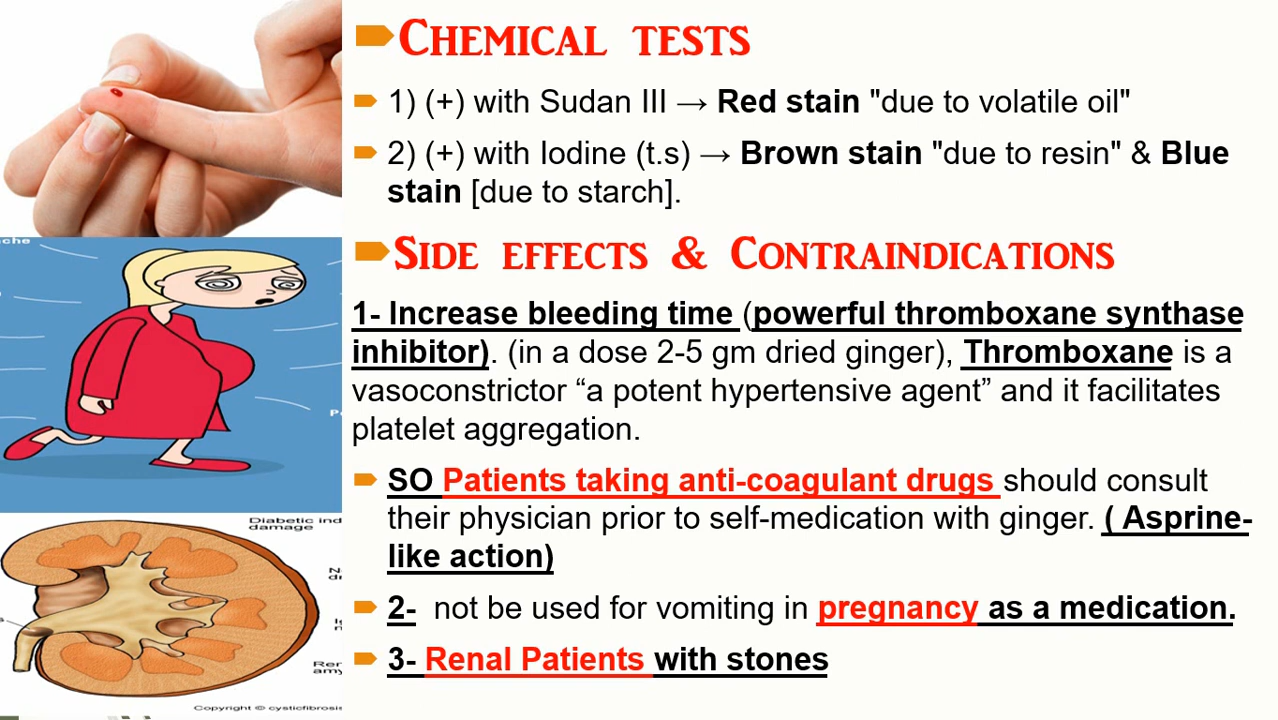 CHEMICAL TESTS
1) (+) with Sudan III → Red stain "due to volatile oil"
2) (+) with Iodine (t.s) → Brown stain "due to resin" & Blue
stain [due to starch].
SIDE EFFECTS & CONTRAINDICATIONS
1- Increase bleeding time (powerful thromboxane synthase
inhibitor). (in a dose 2-5 gm dried ginger), Thromboxane is a
vasoconstrictor “a potent hypertensive agent” and it facilitates
platelet aggregation.
SO Patients taking anti-coagulant drugs should consult
their physician prior to self-medication with ginger. ( Asprine-
like action)
2- not be used for vomiting in pregnancy as a medication.
3- Renal Patients with stones
che
Diabetic ind
damage
Copyright © cysticfibrosis